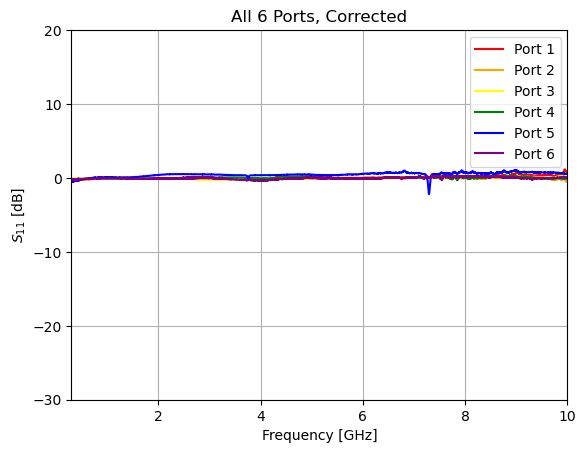 All 6 Ports, Corrected
20
10
0
−10
−20
−30
S11 [dB]
2
4
6
8
10
Frequency [GHz]
Port 1
Port 2
Port 3
Port 4
Port 5
Port 6